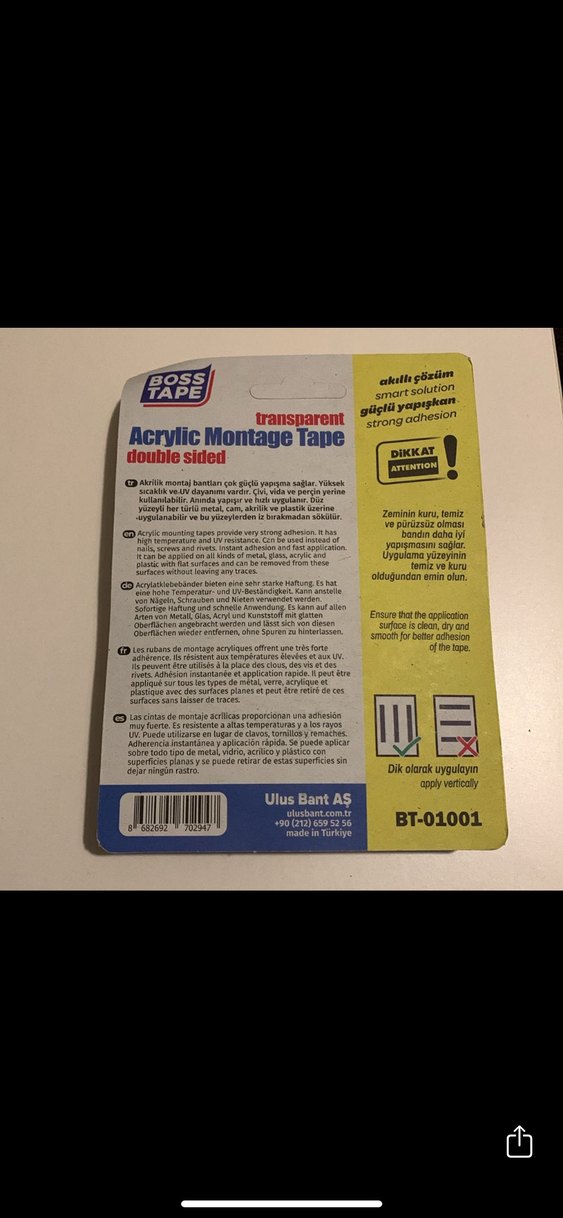 BOSS
TAPE
transparent
Acrylic Montage Tape
double sided
tr Akrilik montaj bantları çok güçlü yapışma sağlar. Yüksek
sıcaklık ve UV dayanımı vardır. Çivi, vida ve perçin yerine
kullanılabilir. Anında yapışır ve hızlı uygulanır. Düz
yüzeyli her türlü metal, cam, akrilik ve plastik üzerine
uygulanabilir ve bu yüzeylerden iz bırakmadan sökülür.
en Acrylic mounting tapes provide very strong adhesion. It has
high temperature and UV resistance. Can be used instead of
nails, screws and rivets. Instant adhesion and fast application.
It can be applied on all kinds of metal, glass, acrylic and
plastic with flat surfaces and can be removed from these
surfaces without leaving any traces.
de Acrylatklebebänder bieten eine sehr starke Haftung. Es hat
eine hohe Temperatur- und UV-Beständigkeit. Kann anstelle
von Nägeln, Schrauben und Nieten verwendet werden.
Sofortige Haftung und schnelle Anwendung. Es kann auf allen
Arten von Metall, Glas, Acryl und Kunststoff mit glatten
Oberflächen angebracht werden und lässt sich von diesen
Oberflächen wieder entfernen, ohne Spuren zu hinterlassen.
fr Les rubans de montage acryliques offrent une très forte
adhérence. Ils résistent aux températures élevées et aux UV.
Ils peuvent être utilisés à la place des clous, des vis et des
rivets. Adhésion instantanée et application rapide. Il peut être
appliqué sur tous les types de métal, verre, acrylique et
plastique avec des surfaces planes et peut être retiré de ces
surfaces sans laisser de traces.
es Las cintas de montaje acrílicas proporcionan una adhesión
muy fuerte. Es resistente a altas temperaturas y a los rayos
UV. Puede utilizarse en lugar de clavos, tornillos y remaches.
Adherencia instantánea y aplicación rápida. Se puede aplicar
sobre todo tipo de metal, vidrio, acrílico y plástico con
superficies planas y se puede retirar de estas superficies sin
dejar ningún rastro.
8 682692 702947
Ulus Bant AŞ
ulusbant.com.tr
+90 (212) 659 52 56
made in Türkiye
akıllı çözüm
smart solution
güçlü yapışkan
strong adhesion
DİKKAT
ATTENTION
!
Zeminin kuru, temiz
ve pürüzsüz olması
bandın daha iyi
yapışmasını sağlar.
Uygulama yüzeyinin
temiz ve kuru
olduğundan emin olun.
Ensure that the application
surface is clean, dry and
smooth for better adhesion
of the tape.
Dik olarak uygulayın
apply vertically
BT-01001